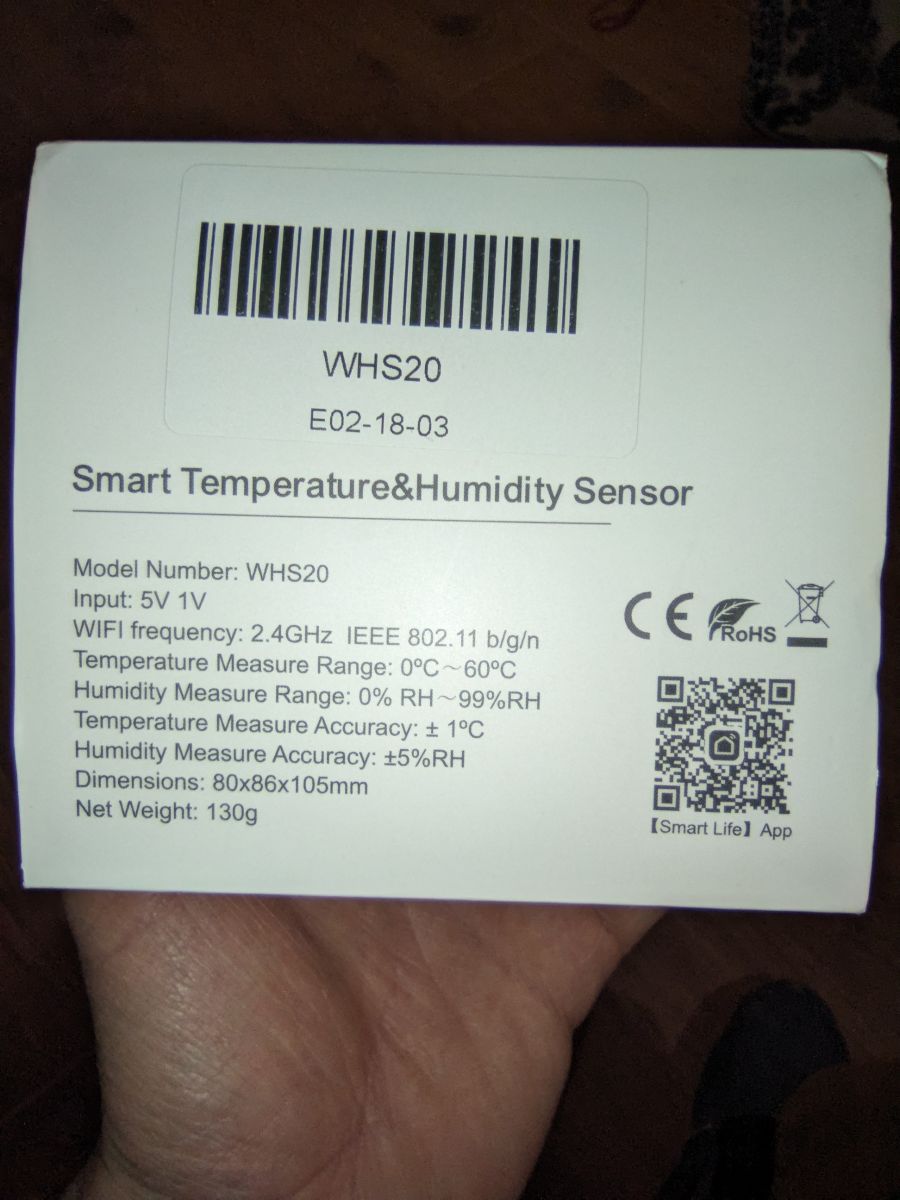 WHS20
E02-18-03
Smart Temperature&Humidity Sensor
Model Number: WHS20
Input: 5V 1V
WIFI frequency: 2.4GHz IEEE 802.11 b/g/n
Temperature Measure Range: 0ºC～60ºC
Humidity Measure Range: 0% RH～99%RH
Temperature Measure Accuracy: ± 1ºC
Humidity Measure Accuracy: ±5%RH
Dimensions: 80x86x105mm
Net Weight: 130g
CE RoHS
【Smart Life】 App